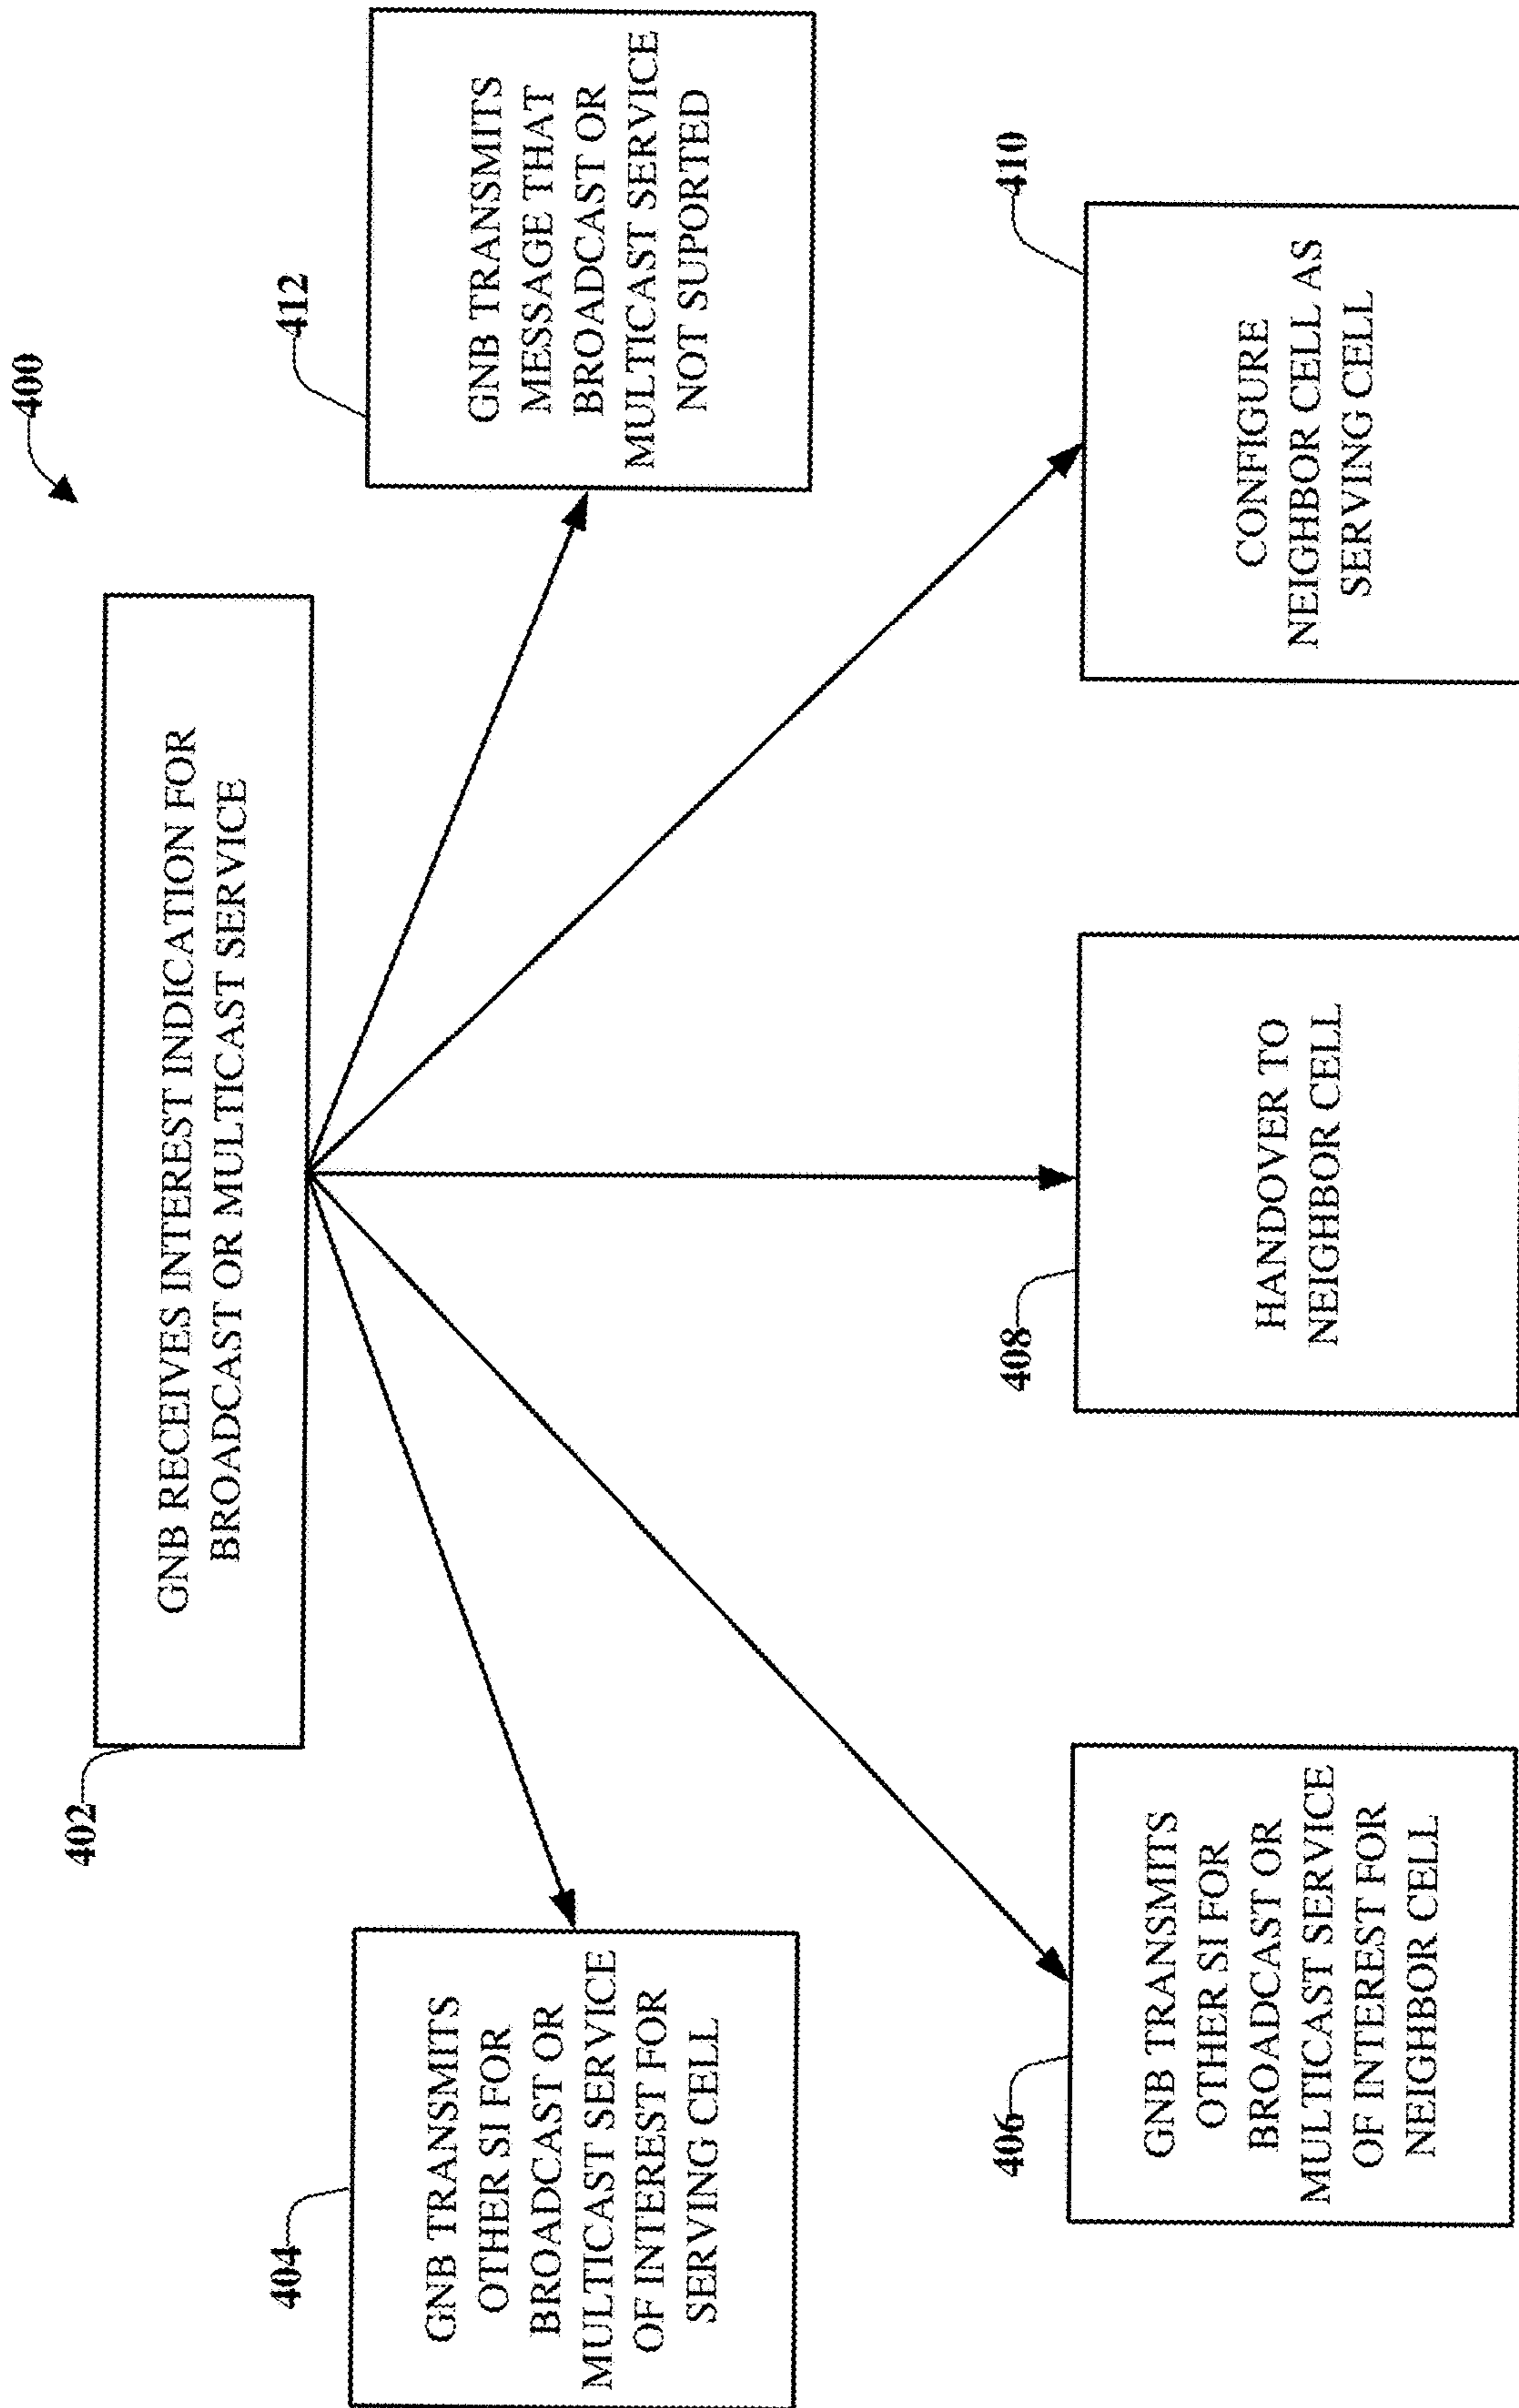 400
402
GNB RECEIVES INTEREST INDICATION FOR
BROADCAST OR MULTICAST SERVICE
404
GNB TRANSMITS
OTHER SI FOR
BROADCAST OR
MULTICAST SERVICE
OF INTEREST FOR
SERVING CELL
412
GNB TRANSMITS
MESSAGE THAT
BROADCAST OR
MULTICAST SERVICE
NOT SUPORTED
406
GNB TRANSMITS
OTHER SI FOR
BROADCAST OR
MULTICAST SERVICE
OF INTEREST FOR
NEIGHBOR CELL
408
HANDOVER TO
NEIGHBOR CELL
410
CONFIGURE
NEIGHBOR CELL AS
SERVING CELL